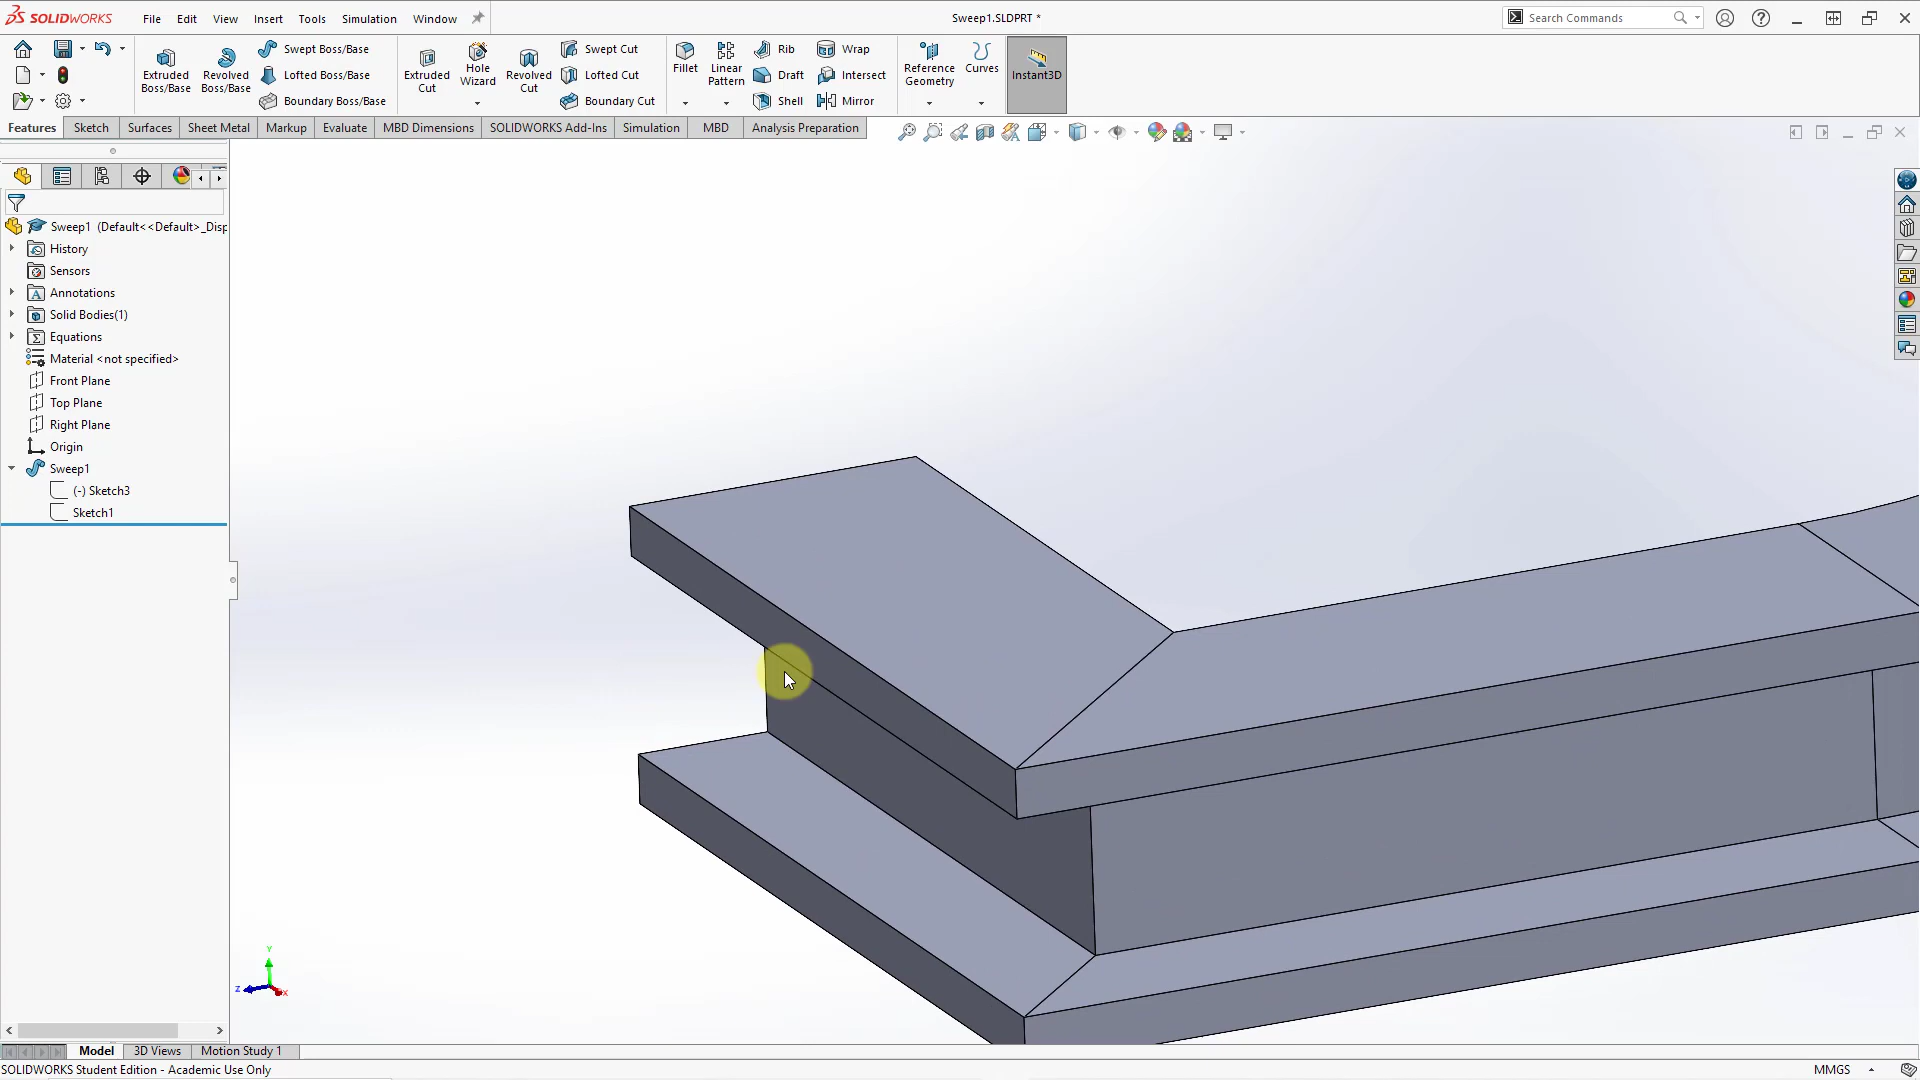 SOLIDWORKS File Edit View Insert Tools Simulation Window Sweep1.SLDPRT * Search Commands
Extruded Boss/Base
Revolved Boss/Base
Swept Boss/Base
Lofted Boss/Base
Boundary Boss/Base
Extruded Cut
Hole Wizard
Revolved Cut
Swept Cut
Lofted Cut
Boundary Cut
Fillet
Linear Pattern
Rib
Draft
Shell
Wrap
Intersect
Mirror
Reference Geometry
Curves
Instant3D
Features Sketch Surfaces Sheet Metal Markup Evaluate MBD Dimensions SOLIDWORKS Add-Ins Simulation MBD Analysis Preparation
Sweep1 (Default<<Default>_Disp
History
Sensors
Annotations
Solid Bodies(1)
Equations
Material <not specified>
Front Plane
Top Plane
Right Plane
Origin
Sweep1
(-) Sketch3
Sketch1
Y
Z
X
Model 3D Views Motion Study 1
SOLIDWORKS Student Edition - Academic Use Only MMGS